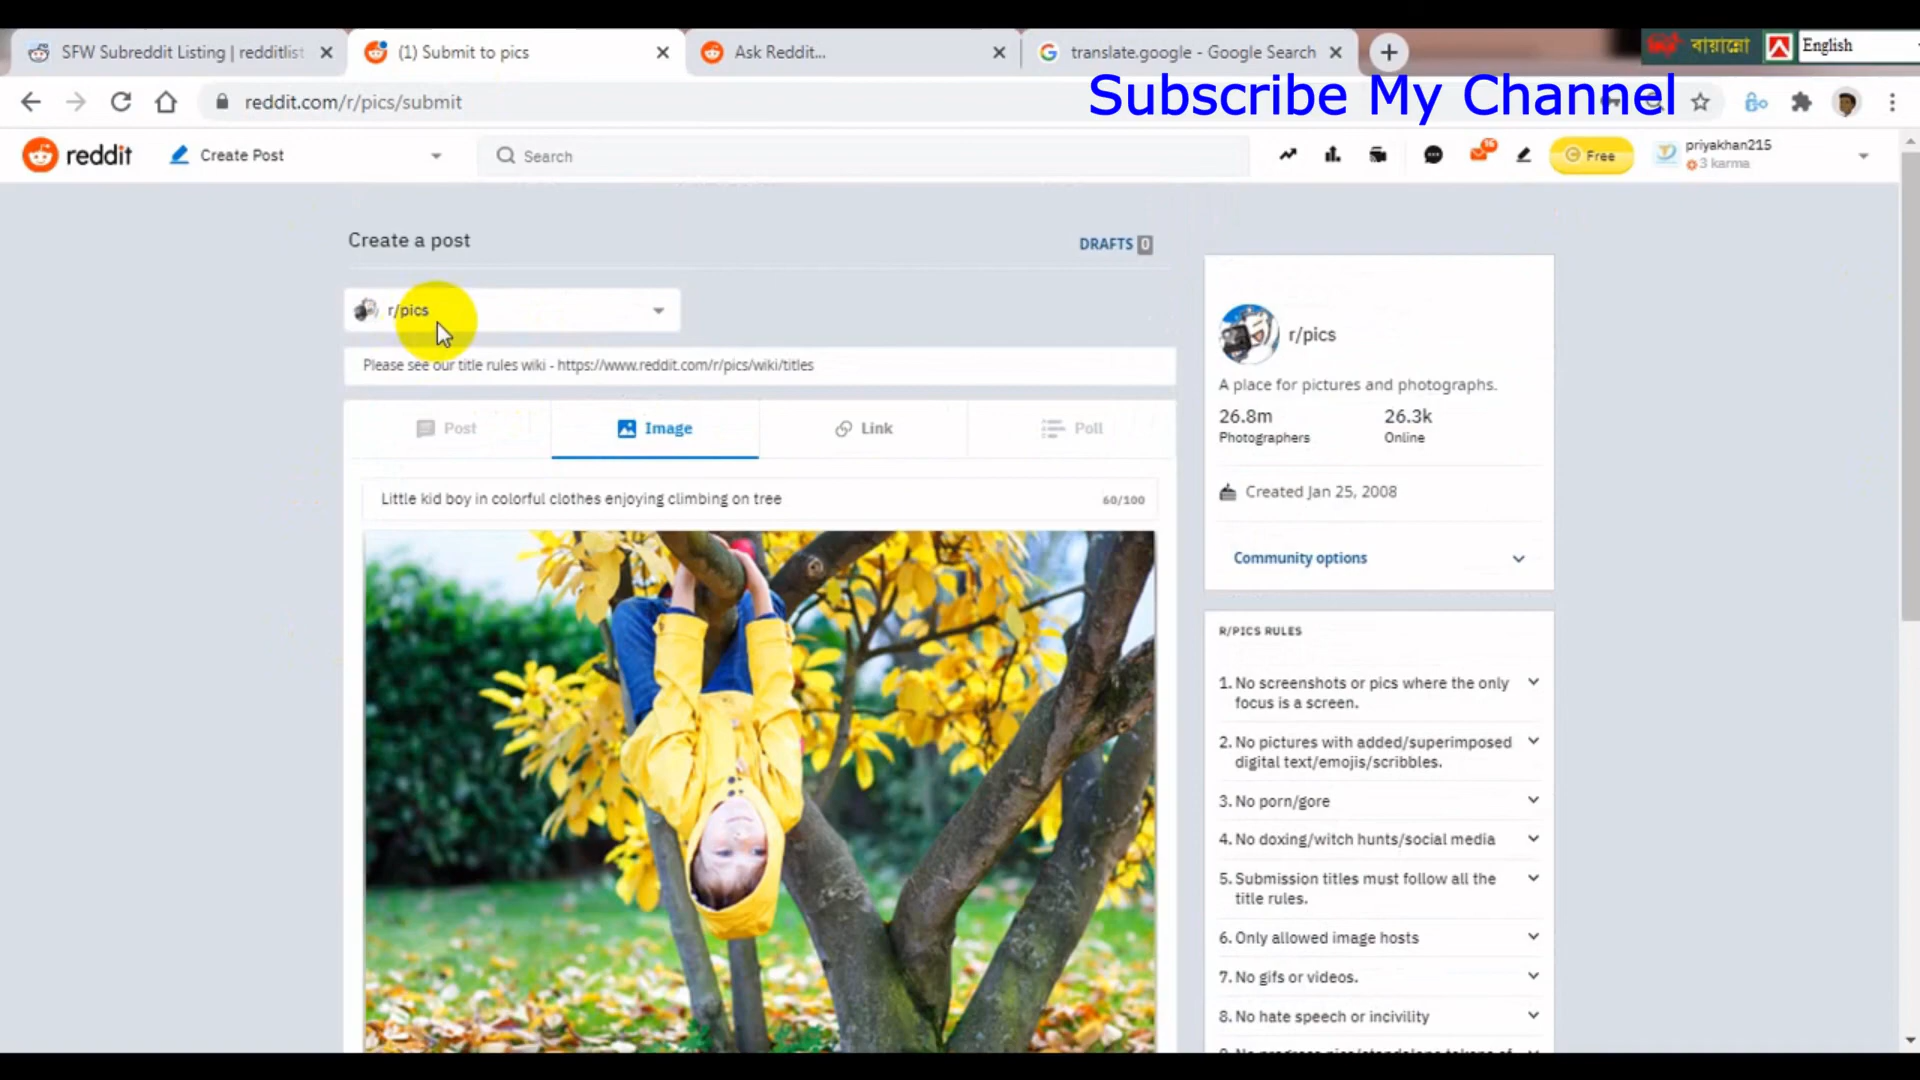 SFW Subreddit Listing | redditlist
(1) Submit to pics
Ask Reddit...
translate.google - Google Search
বায়ান্নো
English
reddit.com/r/pics/submit
Subscribe My Channel
reddit
Create Post
Search
16
Free
priyakhan215
3 karma
Create a post
DRAFTS 0
r/pics
Please see our title rules wiki - https://www.reddit.com/r/pics/wiki/titles
Post
Image
Link
Poll
Little kid boy in colorful clothes enjoying climbing on tree
60/100
r/pics
A place for pictures and photographs.
26.8m
26.3k
Photographers
Online
Created Jan 25, 2008
Community options
R/PICS RULES
1. No screenshots or pics where the only
focus is a screen.
2. No pictures with added/superimposed
digital text/emojis/scribbles.
3. No porn/gore
4. No doxing/witch hunts/social media
5. Submission titles must follow all the
title rules.
6. Only allowed image hosts
7. No gifs or videos.
8. No hate speech or incivility